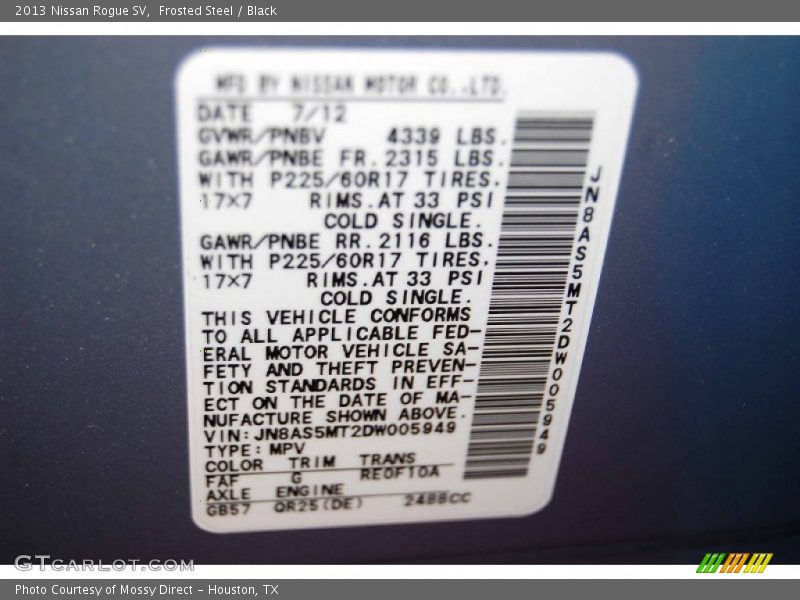 2013 Nissan Rogue SV,  Frosted Steel / Black
MFD BY NISSAN MOTOR CO.,LTD.
DATE 7/12
GVWR/PNBV 4339 LBS.
GAWR/PNBE FR. 2315 LBS.
WITH P225/60R17 TIRES.
17×7 RIMS. AT 33 PSI
COLD SINGLE.
GAWR/PNBE RR. 2116 LBS.
WITH P225/60R17 TIRES.
17×7 RIMS. AT 33 PSI
COLD SINGLE.
THIS VEHICLE CONFORMS
TO ALL APPLICABLE FED-
ERAL MOTOR VEHICLE SA-
FETY AND THEFT PREVEN-
TION STANDARDS IN EFF-
ECT ON THE DATE OF MA-
NUFACTURE SHOWN ABOVE.
VIN: JN8AS5MT2DW005949
TYPE: MPV
COLOR TRIM TRANS
FAF G RE0F10A
AXLE ENGINE
GB57 QR25(DE) 2488CC
JN8AS5MT2DW005949
GTcarlot.com
Photo Courtesy of Mossy Direct – Houston, TX